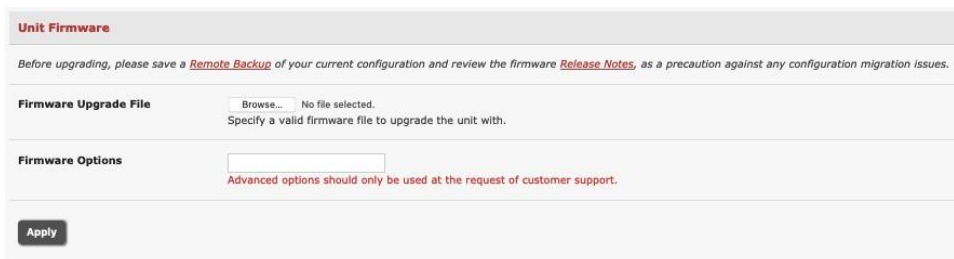 Unit Firmware
Before upgrading, please save a Remote Backup of your current configuration and review the firmware Release Notes, as a precaution against any configuration migration issues.
Firmware Upgrade File
Browse... No file selected.
Specify a valid firmware file to upgrade the unit with.
Firmware Options
Advanced options should only be used at the request of customer support.
Apply